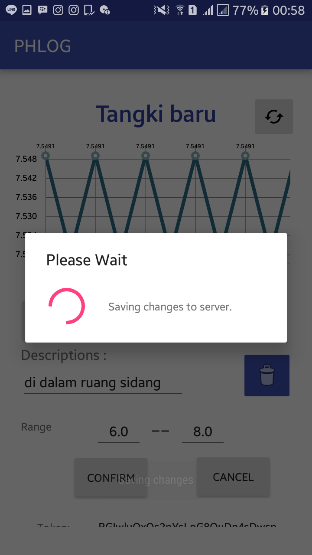 77% 00:58
PHLOG
Tangki baru
7.5491 7.5491 7.5491 7.5491 7.5491
7.548
7.542
7.536
7.530
Please Wait
Saving changes to server.
Descriptions :
di dalam ruang sidang
Range 6.0 -- 8.0
CONFIRM CANCEL
changes